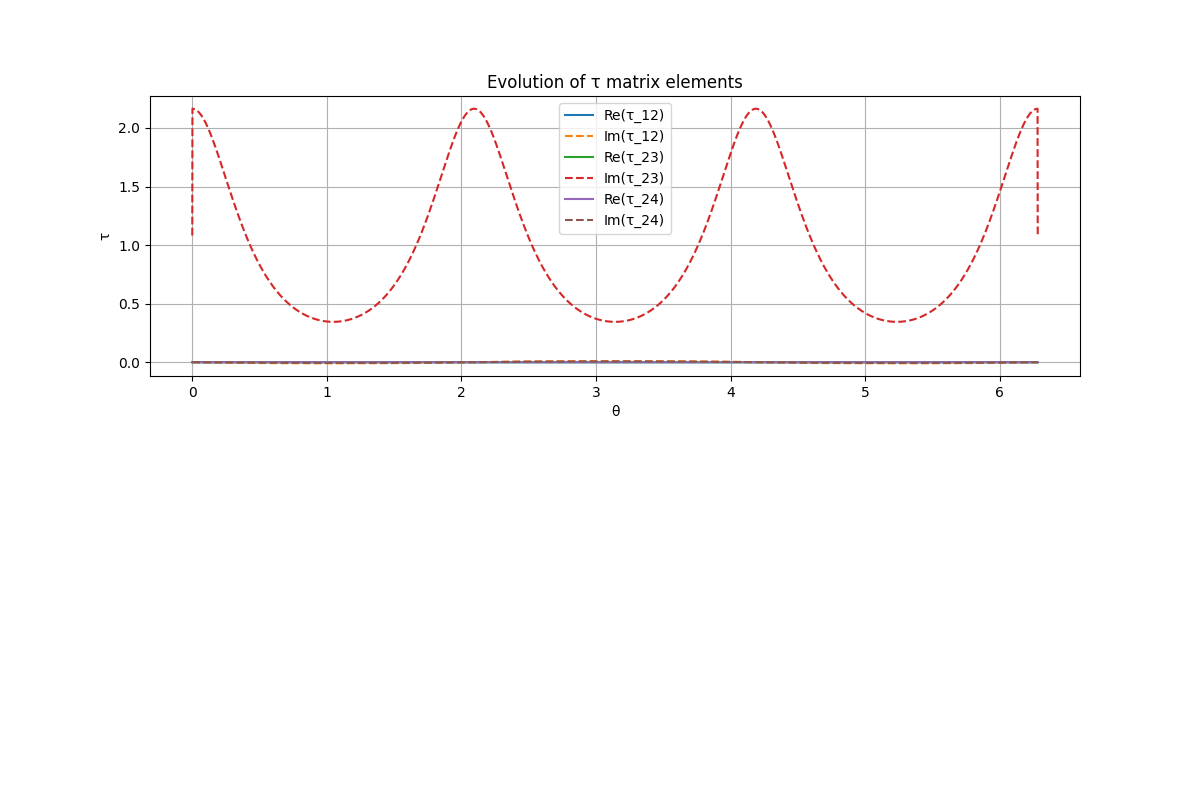 Evolution of τ matrix elements
Re(τ_12)
Im(τ_12)
Re(τ_23)
Im(τ_23)
Re(τ_24)
Im(τ_24)
τ
2.0
1.5
1.0
0.5
0.0
0 1 2 3 4 5 6
θ